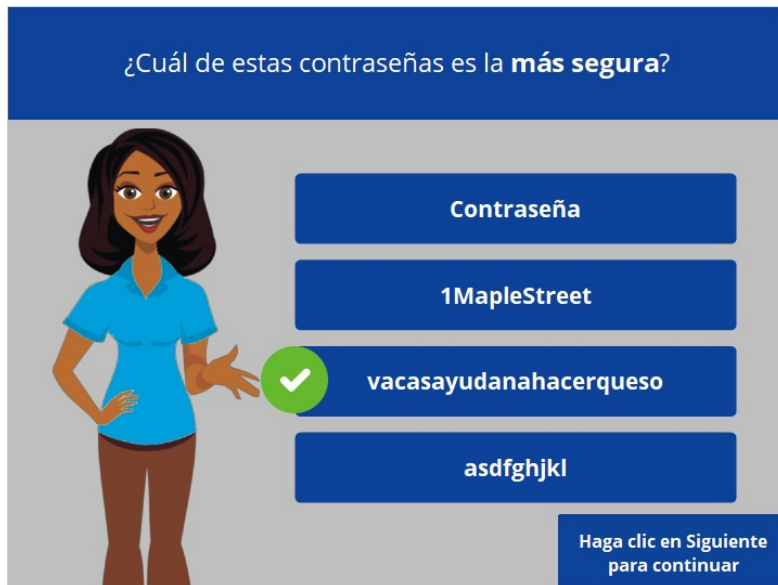 ¿Cuál de estas contraseñas es la más segura?
Contraseña
1MapleStreet
vacasayudanahacerqueso
asdfghjkl
Haga clic en Siguiente
para continuar